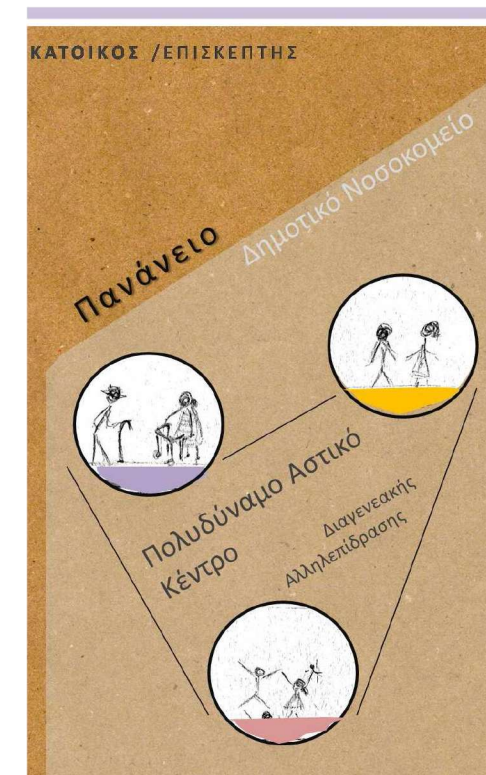 ΚΑΤΟΙΚΟΣ /ΕΠΙΣΚΕΠΤΗΣ
Πανάνειο
Δημοτικό Νοσοκομείο
Πολυδύναμο Αστικό
Κέντρο
Διαγενεακής
Αλληλεπίδρασης